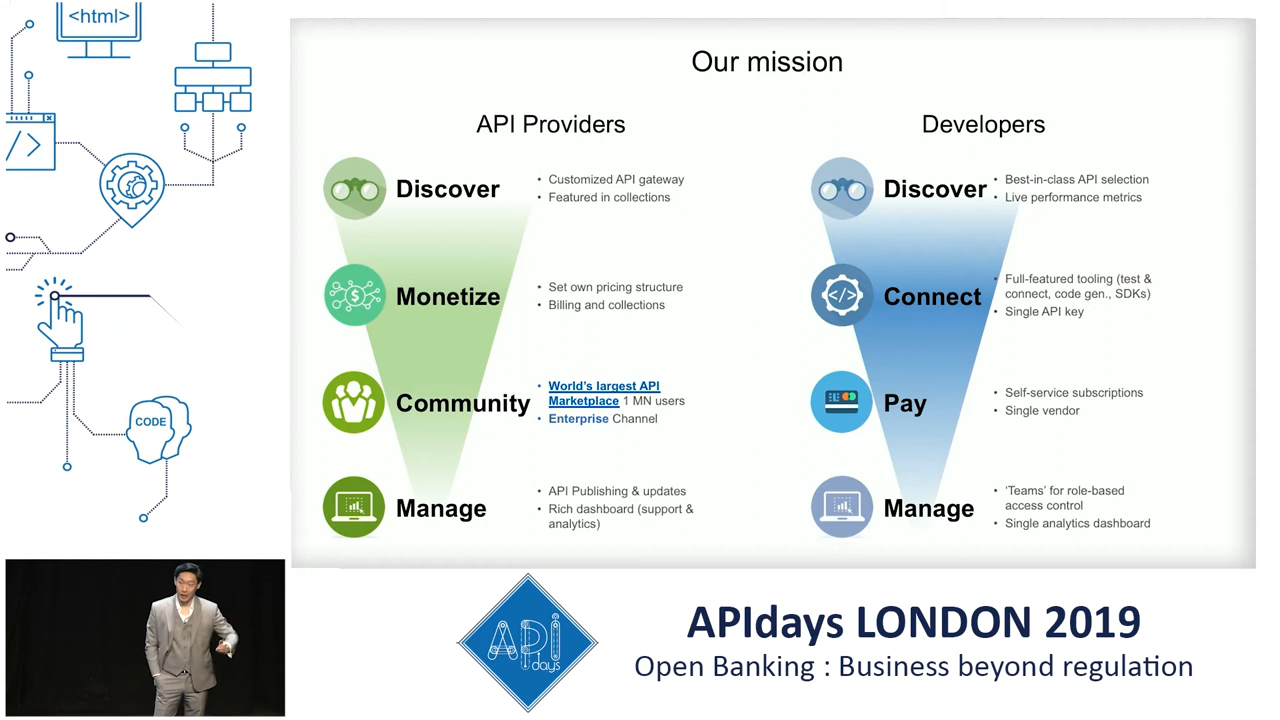 <html>
</>
CODE
Our mission
API Providers
Discover
• Customized API gateway
• Featured in collections
Monetize
• Set own pricing structure
• Billing and collections
Community
• World's largest API
Marketplace 1 MN users
• Enterprise Channel
Manage
• API Publishing & updates
• Rich dashboard (support &
analytics)
Developers
Discover
• Best-in-class API selection
• Live performance metrics
</>
Connect
• Full-featured tooling (test &
connect, code gen., SDKs)
• Single API key
Pay
• Self-service subscriptions
• Single vendor
Manage
• ‘Teams’ for role-based
access control
• Single analytics dashboard
API
days
APIdays LONDON 2019
Open Banking : Business beyond regulation